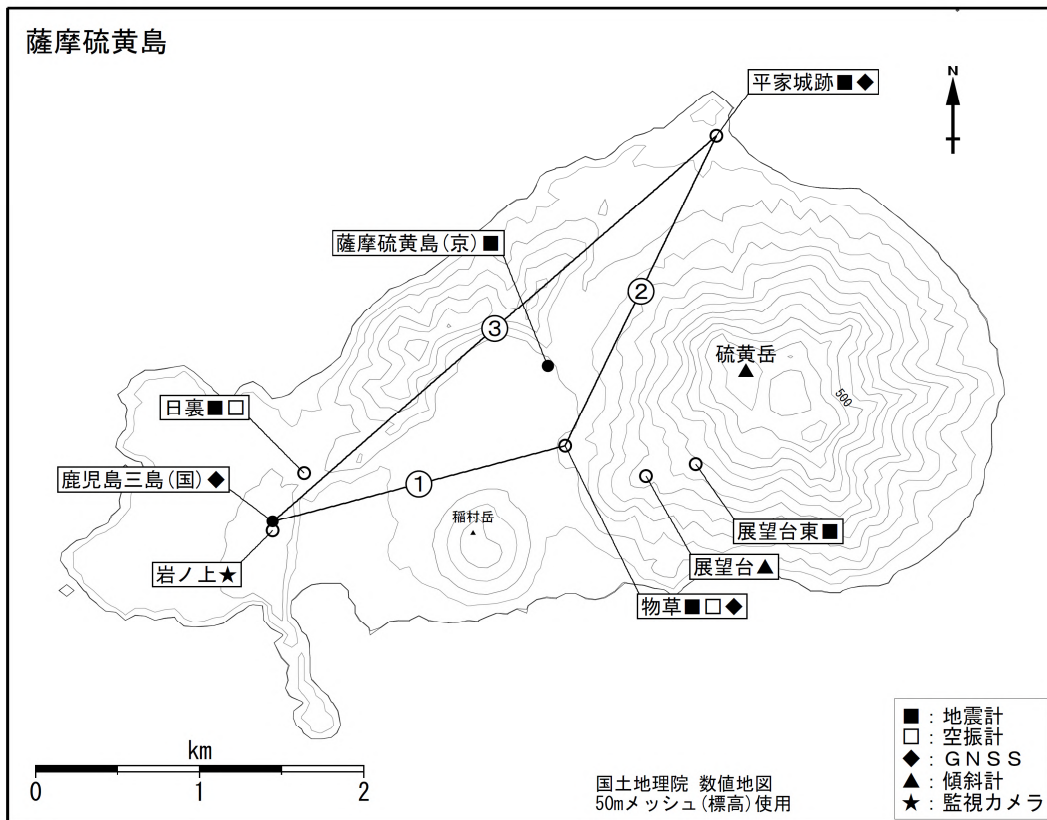 薩摩硫黄島
平家城跡■◆
N
薩摩硫黄島(京)■
②
③
硫黄岳
500
日裏■□
鹿児島三島(国)◆
①
稲村岳
展望台東■
岩ノ上★
展望台▲
物草■□◆
km
0 1 2
国土地理院 数値地図
50mメッシュ(標高)使用
■:地震計
□:空振計
◆:GNSS
▲:傾斜計
★:監視カメラ